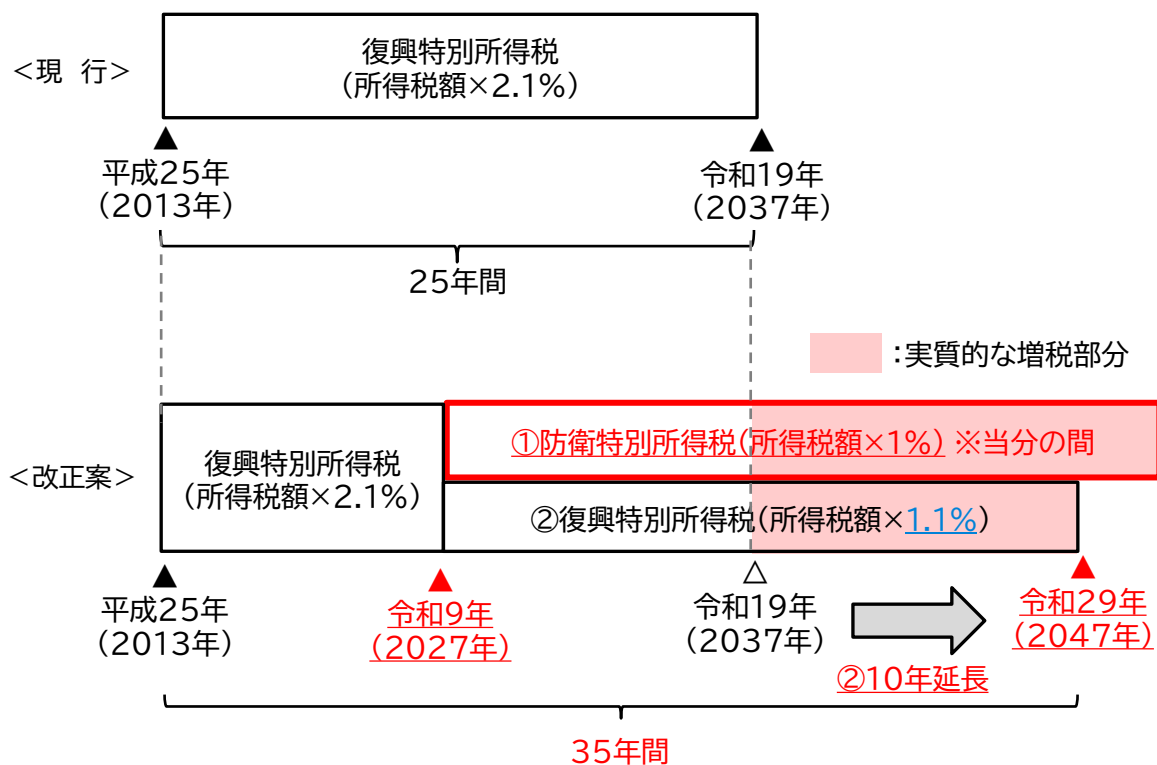 ＜現 行＞
復興特別所得税
(所得税額×2.1%)
平成25年
(2013年)
令和19年
(2037年)
25年間
:実質的な増税部分
＜改正案＞
復興特別所得税
(所得税額×2.1%)
①防衛特別所得税(所得税額×1%) ※当分の間
②復興特別所得税(所得税額×1.1%)
平成25年
(2013年)
令和9年
(2027年)
令和19年
(2037年)
②10年延長
令和29年
(2047年)
35年間